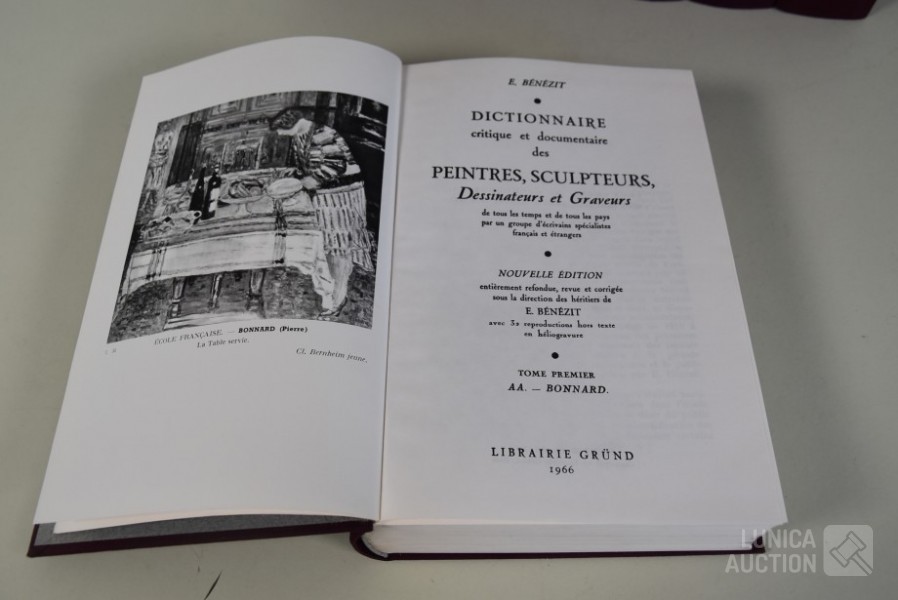 ÉCOLE FRANÇAISE. — BONNARD (Pierre)
La Table servie.
Cl. Bernheim jeune.
E. BÉNÉZIT
DICTIONNAIRE
critique et documentaire
des
PEINTRES, SCULPTEURS,
Dessinateurs et Graveurs
de tous les temps et de tous les pays
par un groupe d'écrivains spécialistes
français et étrangers
NOUVELLE ÉDITION
entièrement refondue, revue et corrigée
sous la direction des héritiers de
E. BÉNÉZIT
avec 32 reproductions hors texte
en héliogravure
TOME PREMIER
AA. — BONNARD.
LIBRAIRIE GRÜND
1966
LUNICA
AUCTION